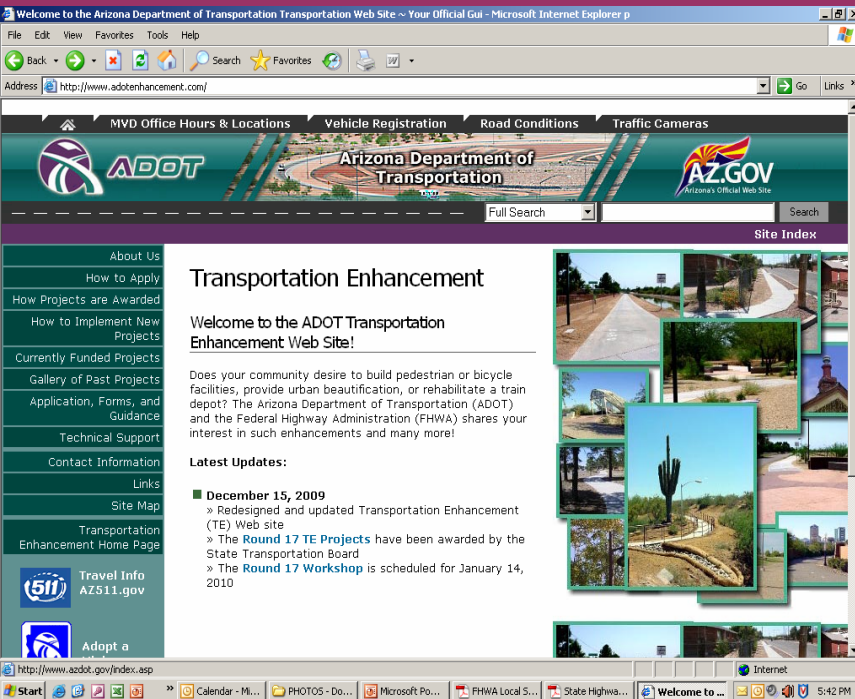 Welcome to the Arizona Department of Transportation Transportation Web Site ~ Your Official Gui - Microsoft Internet Explorer p
File Edit View Favorites Tools Help
Back Search Favorites
Address http://www.adotenhancement.com/ Go Links
MVD Office Hours & Locations Vehicle Registration Road Conditions Traffic Cameras
ADOT
Arizona Department of
Transportation
AZ.GOV
Arizona's Official Web Site
Full Search Search
Site Index
About Us
How to Apply
How Projects are Awarded
How to Implement New
Projects
Currently Funded Projects
Gallery of Past Projects
Application, Forms, and
Guidance
Technical Support
Contact Information
Links
Site Map
Transportation
Enhancement Home Page
511
Travel Info
AZ511.gov
Adopt a
Transportation Enhancement
Welcome to the ADOT Transportation
Enhancement Web Site!
Does your community desire to build pedestrian or bicycle
facilities, provide urban beautification, or rehabilitate a train
depot? The Arizona Department of Transportation (ADOT)
and the Federal Highway Administration (FHWA) shares your
interest in such enhancements and many more!
Latest Updates:
December 15, 2009
» Redesigned and updated Transportation Enhancement
(TE) Web site
» The Round 17 TE Projects have been awarded by the
State Transportation Board
» The Round 17 Workshop is scheduled for January 14,
2010
http://www.azdot.gov/index.asp Internet
Start » Calendar - Mi... PHOTOS - Do... Microsoft Po... FHWA Local S... State Highwa... Welcome to ... 5:42 PM